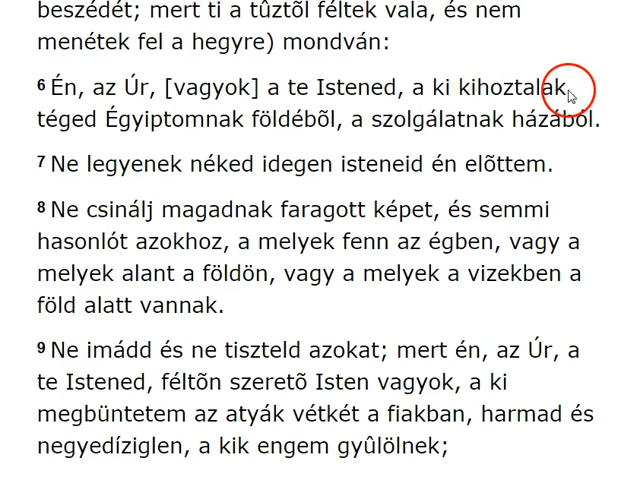 beszédét; mert ti a tûztõl féltek vala, és nem
menétek fel a hegyre) mondván:
6 Én, az Úr, [vagyok] a te Istened, a ki kihoztalak
téged Égyiptomnak földébõl, a szolgálatnak házából.
7 Ne legyenek néked idegen isteneid én elõttem.
8 Ne csinálj magadnak faragott képet, és semmi
hasonlót azokhoz, a melyek fenn az égben, vagy a
melyek alant a földön, vagy a melyek a vizekben a
föld alatt vannak.
9 Ne imádd és ne tiszteld azokat; mert én, az Úr, a
te Istened, féltõn szeretõ Isten vagyok, a ki
megbüntetem az atyák vétkét a fiakban, harmad és
negyedíziglen, a kik engem gyûlölnek;